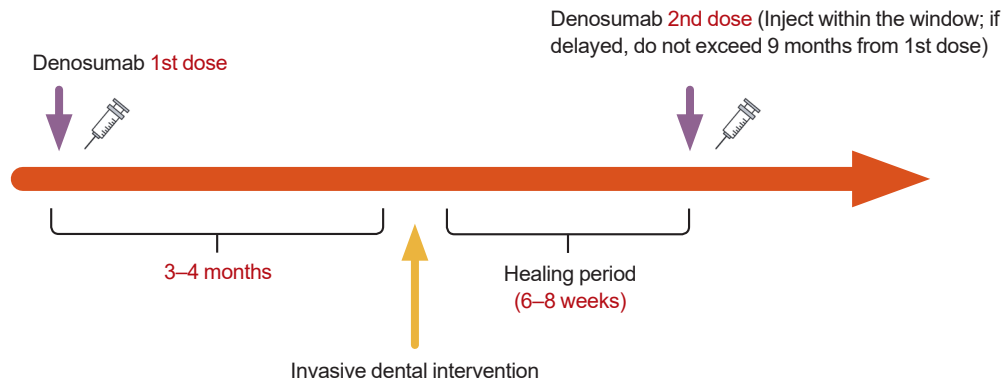 Denosumab 1st dose
Denosumab 2nd dose (Inject within the window; if
delayed, do not exceed 9 months from 1st dose)
3–4 months
Healing period
(6–8 weeks)
Invasive dental intervention